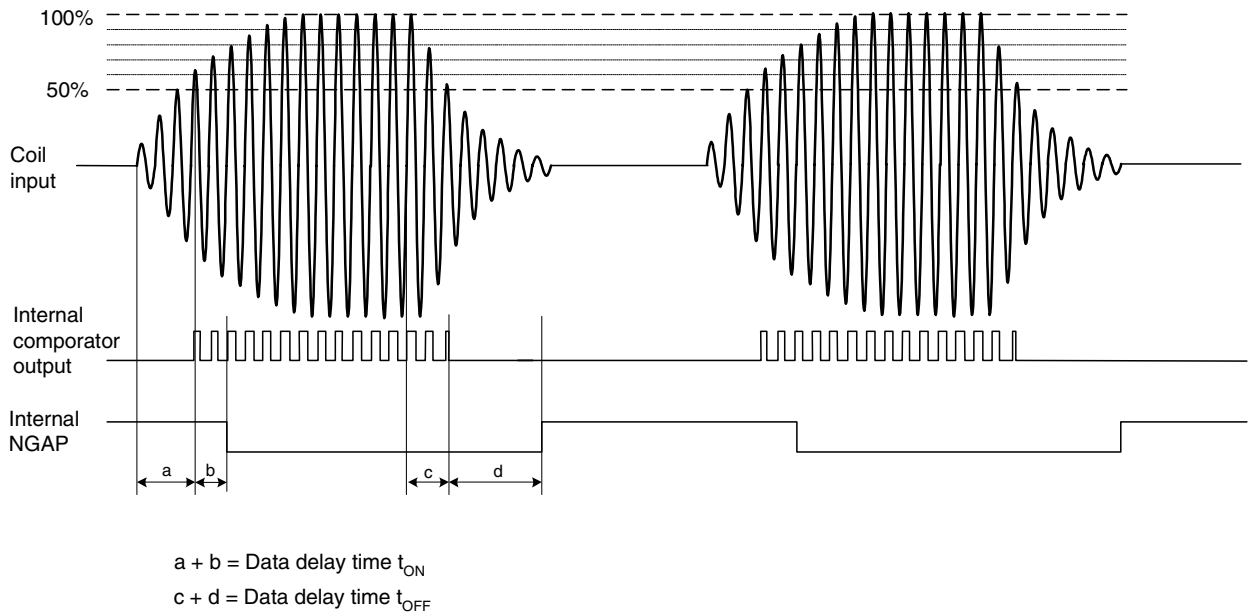 100%
50%
Coil
input
Internal
comporator
output
Internal
NGAP
a
b
c
d
a + b = Data delay time tON
c + d = Data delay time tOFF